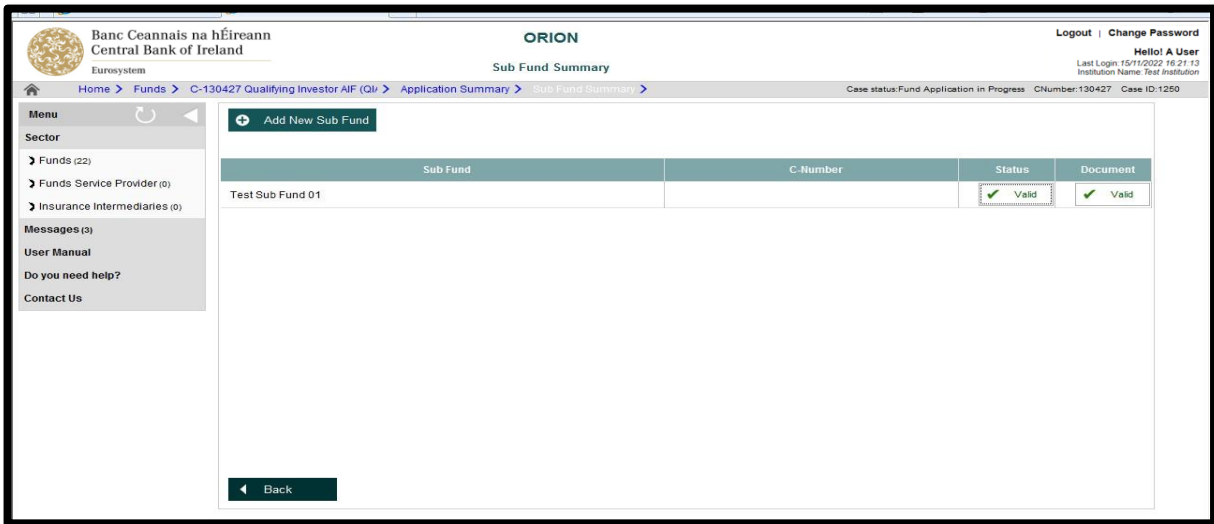 Banc Ceannais na hÉireann
Central Bank of Ireland
Eurosystem
ORION
Sub Fund Summary
Logout | Change Password
Hello! A User
Last Login:15/11/2022 16:21:13
Institution Name:Test Institution
Home > Funds > C-130427 Qualifying Investor AIF (QI/ > Application Summary > Sub Fund Summary >
Case status:Fund Application in Progress CNumber:130427 Case ID:1250
Menu
Sector
Funds (22)
Funds Service Provider (0)
Insurance Intermediaries (0)
Messages (3)
User Manual
Do you need help?
Contact Us
Add New Sub Fund
Sub Fund C-Number Status Document
Test Sub Fund 01 Valid Valid
Back